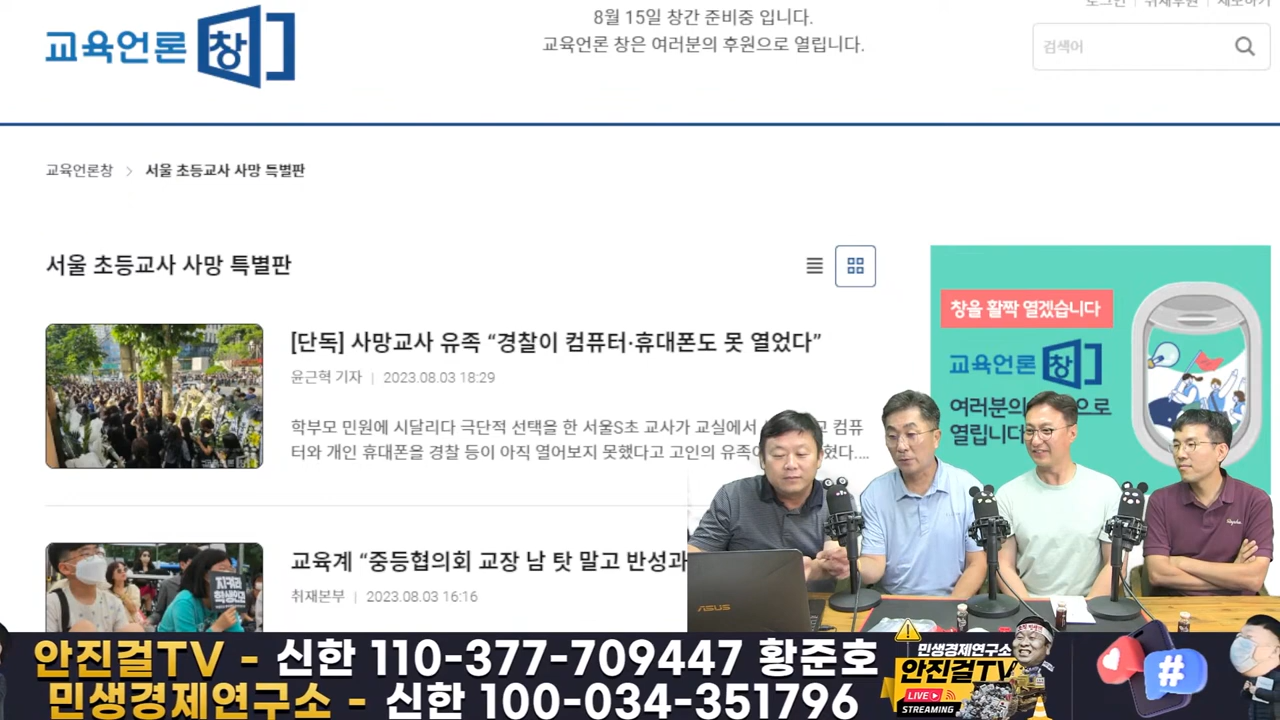 8월 15일 창간 준비중 입니다.
교육언론 창은 여러분의 후원으로 열립니다.
교육언론 창
검색어
교육언론창 > 서울 초등교사 사망 특별판
서울 초등교사 사망 특별판
[단독] 사망교사 유족 “경찰이 컴퓨터·휴대폰도 못 열었다”
윤근혁 기자 | 2023.08.03 18:29
학부모 민원에 시달리다 극단적 선택을 한 서울S초 교사가 교실에서
컴퓨
터와 개인 휴대폰을 경찰 등이 아직 열어보지 못했다고 고인의 유족
교육계 “중등협의회 교장 남 탓 말고 반성과
취재본부 | 2023.08.03 16:16
창을 활짝 열겠습니다
교육언론 창
여러분의
열립니다
ASUS
안진걸TV - 신한 110-377-709447 황준호
민생경제연구소 - 신한 100-034-351796
민생경제연구소
안진걸TV
LIVE
STREAMING
#